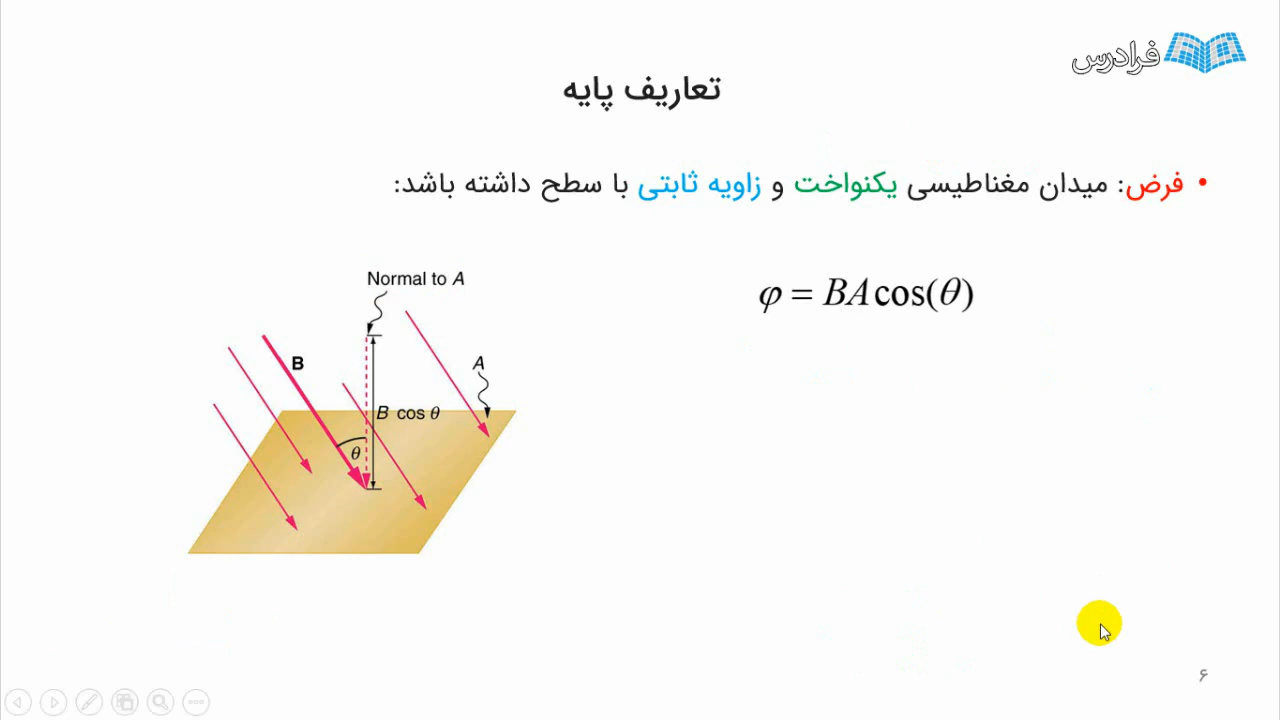 فرادرس
تعاریف پایه
• فرض: میدان مغناطیسی یکنواخت و زاویه ثابتی با سطح داشته باشد:
φ = BA cos(θ)
Normal to A
B
A
B cos θ
θ
۶